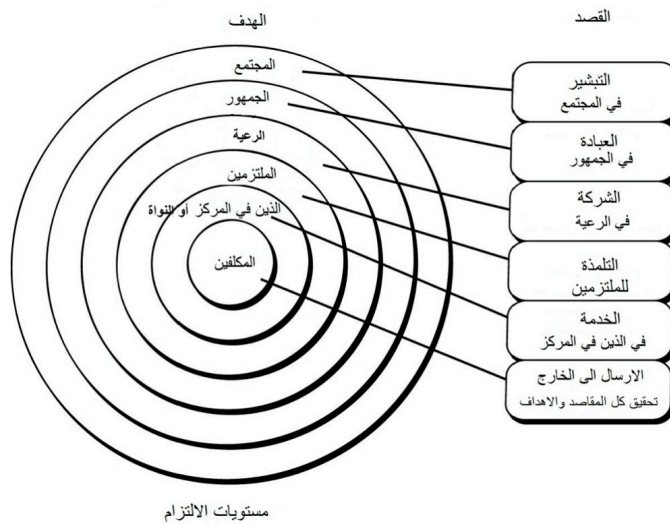 القصد
الهدف
المجتمع
الجمهور
الرعية
الملتزمين
الذين في المركز أو النواة
المكلفين
التبشير
في المجتمع
العبادة
في الجمهور
الشركة
في الرعية
التلمذة
للملتزمين
الخدمة
في الذين في المركز
الارسال الى الخارج
تحقيق كل المقاصد والاهداف
مستويات الالتزام